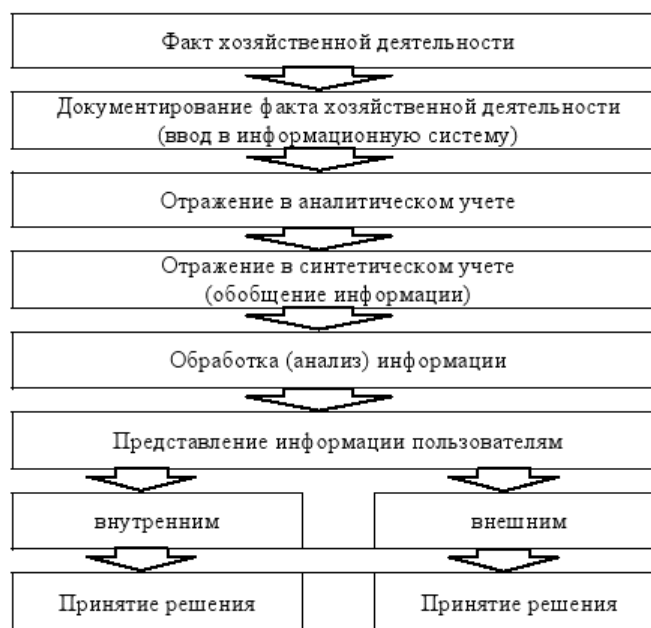 Факт хозяйственной деятельности
Документирование факта хозяйственной деятельности
(ввод в информационную систему)
Отражение в аналитическом учете
Отражение в синтетическом учете
(обобщение информации)
Обработка (анализ) информации
Представление информации пользователям
внутренним
внешним
Принятие решения
Принятие решения